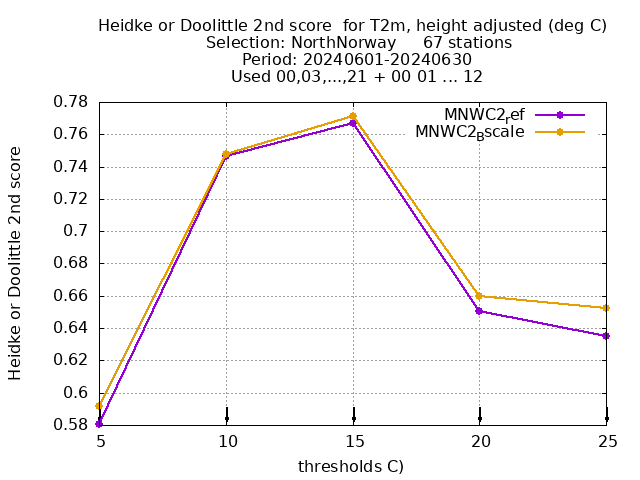 Heidke or Doolittle 2nd score  for T2m, height adjusted (deg C)
Selection: NorthNorway     67 stations
Period: 20240601-20240630
Used 00,03,...,21 + 00 01 ... 12
MNWC2ref
MNWC2Bscale
Heidke or Doolittle 2nd score
0.78
0.76
0.74
0.72
0.7
0.68
0.66
0.64
0.62
0.6
0.58
5 10 15 20 25
thresholds C)